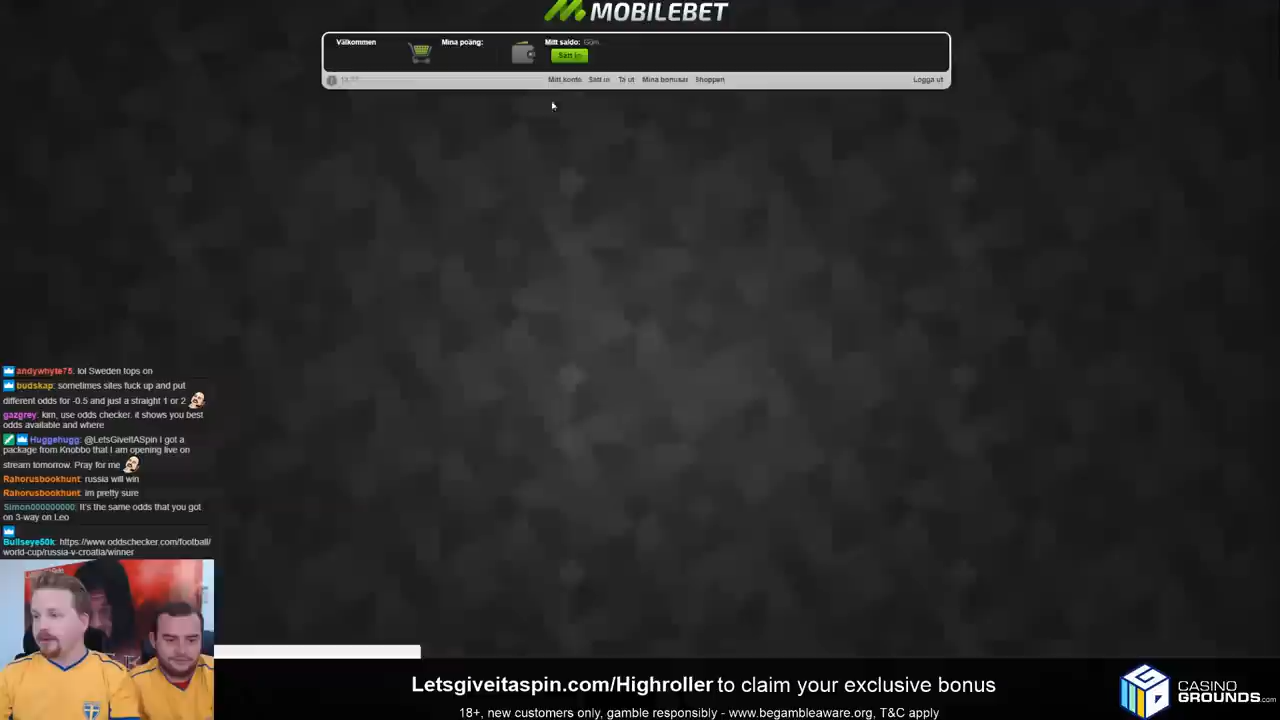 MOBILEBET
Välkommen
Mina poäng:
Mitt saldo: Göm
Sätt in
Mitt konto Sätt in Ta ut Mina bonusar Shoppen
Logga ut
andywhyte75: lol Sweden tops on
budskap: sometimes sites fuck up and put
different odds for -0.5 and just a straight 1 or 2
gazgrey: kim, use odds checker. it shows you best
odds available and where
Huggehugg: @LetsGiveItASpin I got a
package from Knobbo that I am opening live on
stream tomorrow. Pray for me
Rahorusbookhunt: russia will win
Rahorusbookhunt: im pretty sure
Simon000000000: It's the same odds that you got
on 3-way on Leo
Bullseye50k: https://www.oddschecker.com/football/
world-cup/russia-v-croatia/winner
Letsgiveitaspin.com/Highroller to claim your exclusive bonus
18+, new customers only, gamble responsibly - www.begambleaware.org, T&C apply
CASINO
GROUNDS.com